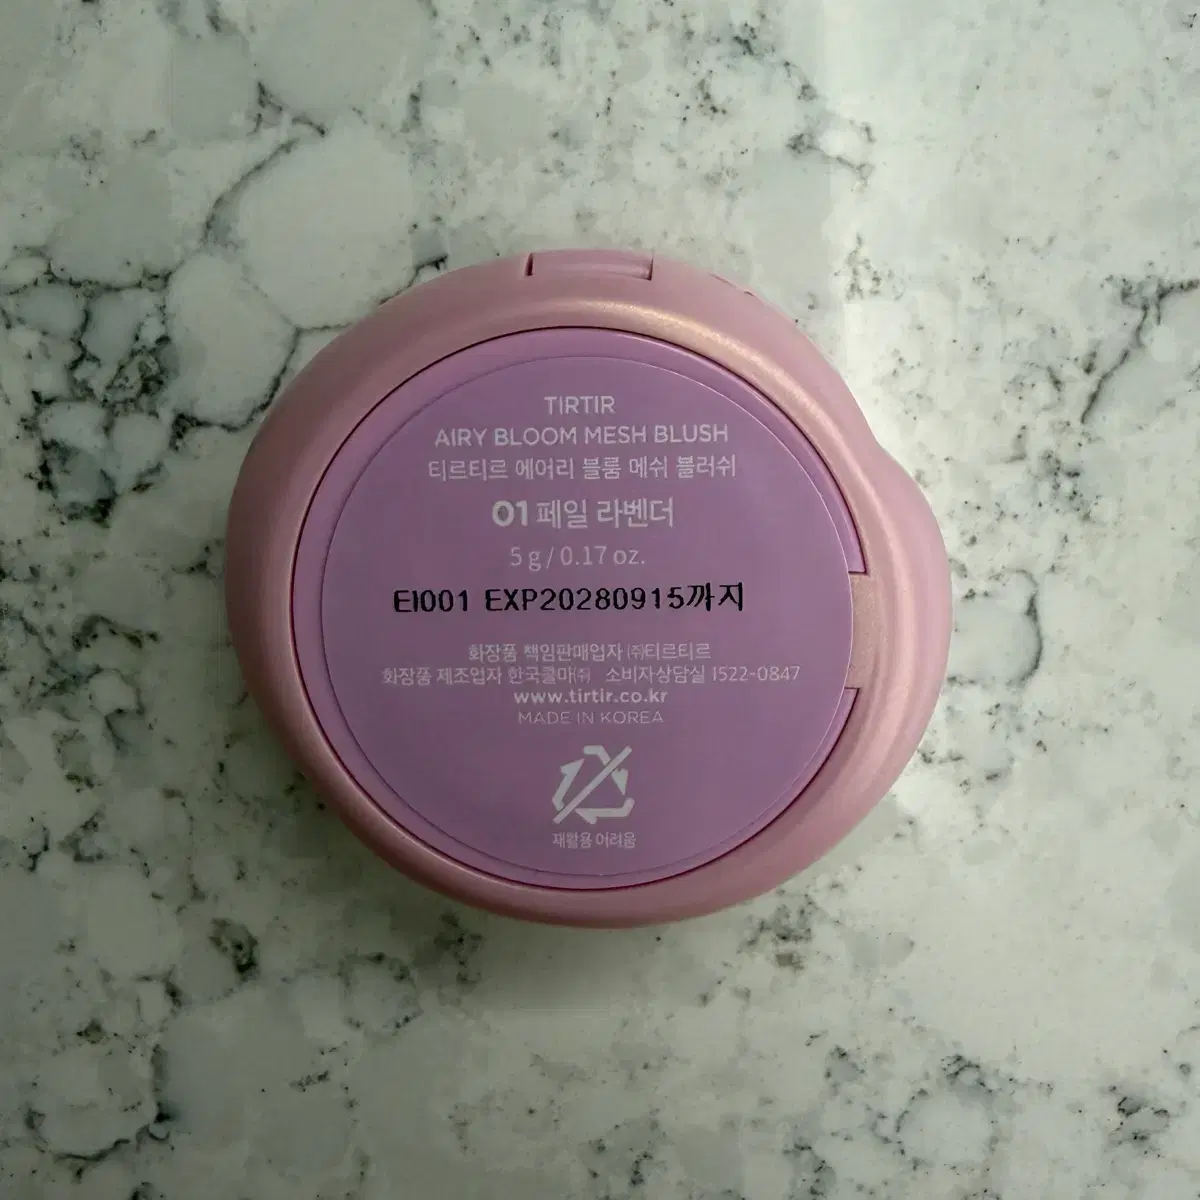 TIRTIR
AIRY BLOOM MESH BLUSH
티르티르 에어리 블룸 메쉬 블러쉬
01 페일 라벤더
5 g / 0.17 oz.
EI001 EXP20280915까지
화장품 책임판매업자 ㈜티르티르
화장품 제조업자 한국콜마㈜ 소비자상담실 1522-0847
www.tirtir.co.kr
MADE IN KOREA
재활용 어려움